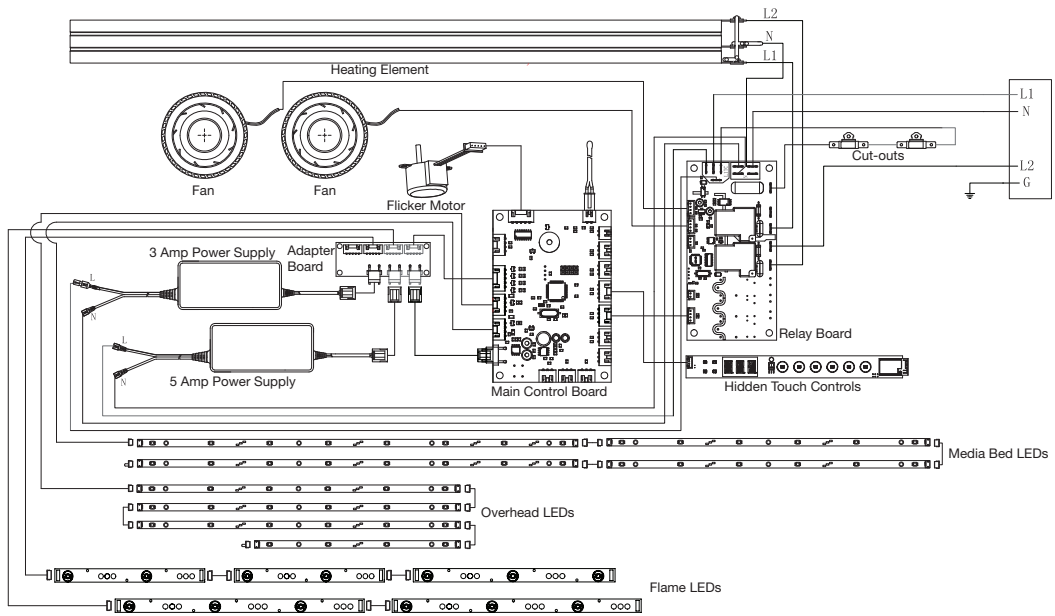 L2
N
L1
Heating Element
L1
N
Cut-outs
L2
G
Fan
Fan
Flicker Motor
Adapter
Board
3 Amp Power Supply
L
N
Relay Board
L
N
5 Amp Power Supply
Main Control Board
Hidden Touch Controls
Media Bed LEDs
Overhead LEDs
Flame LEDs